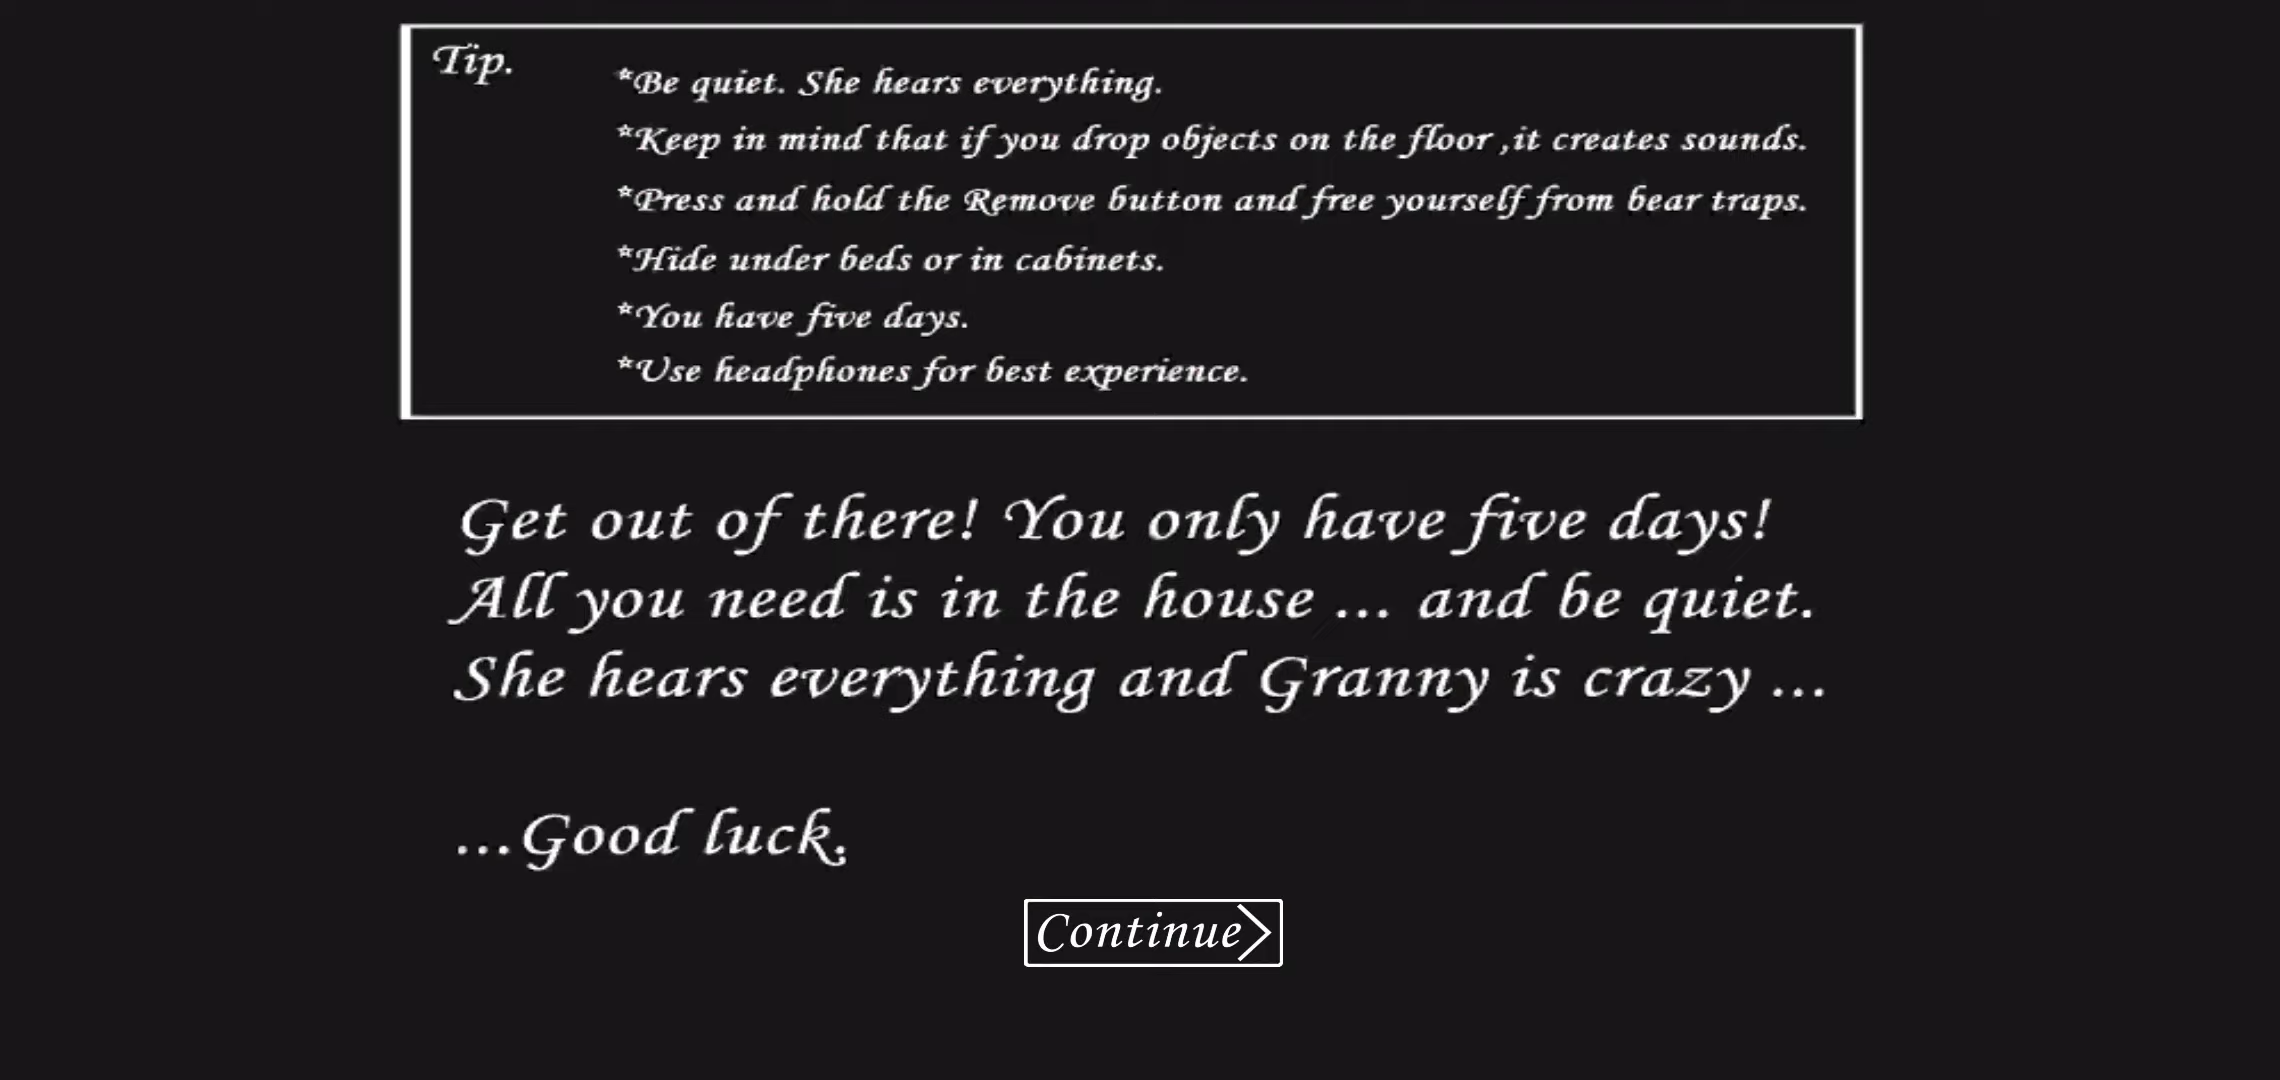 Tip.
*Be quiet. She hears everything.
*Keep in mind that if you drop objects on the floor ,it creates sounds.
*Press and hold the Remove button and free yourself from bear traps.
*Hide under beds or in cabinets.
*You have five days.
*Use headphones for best experience.
Get out of there! You only have five days!
All you need is in the house ... and be quiet.
She hears everything and Granny is crazy ...
...Good luck.
Continue